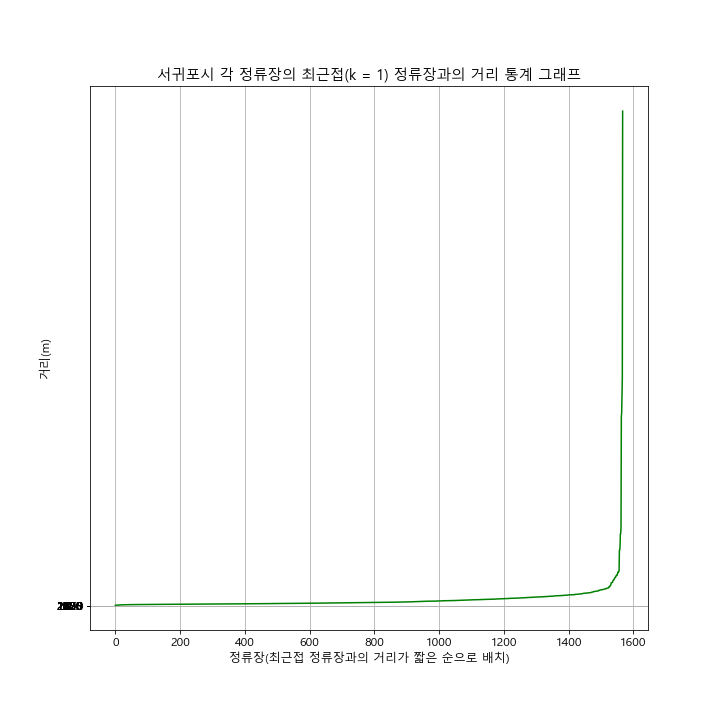 서귀포시 각 정류장의 최근접(k = 1) 정류장과의 거리 통계 그래프
거리(m)
0 200 400 600 800 1000 1200 1400 1600
정류장(최근접 정류장과의 거리가 짧은 순으로 배치)